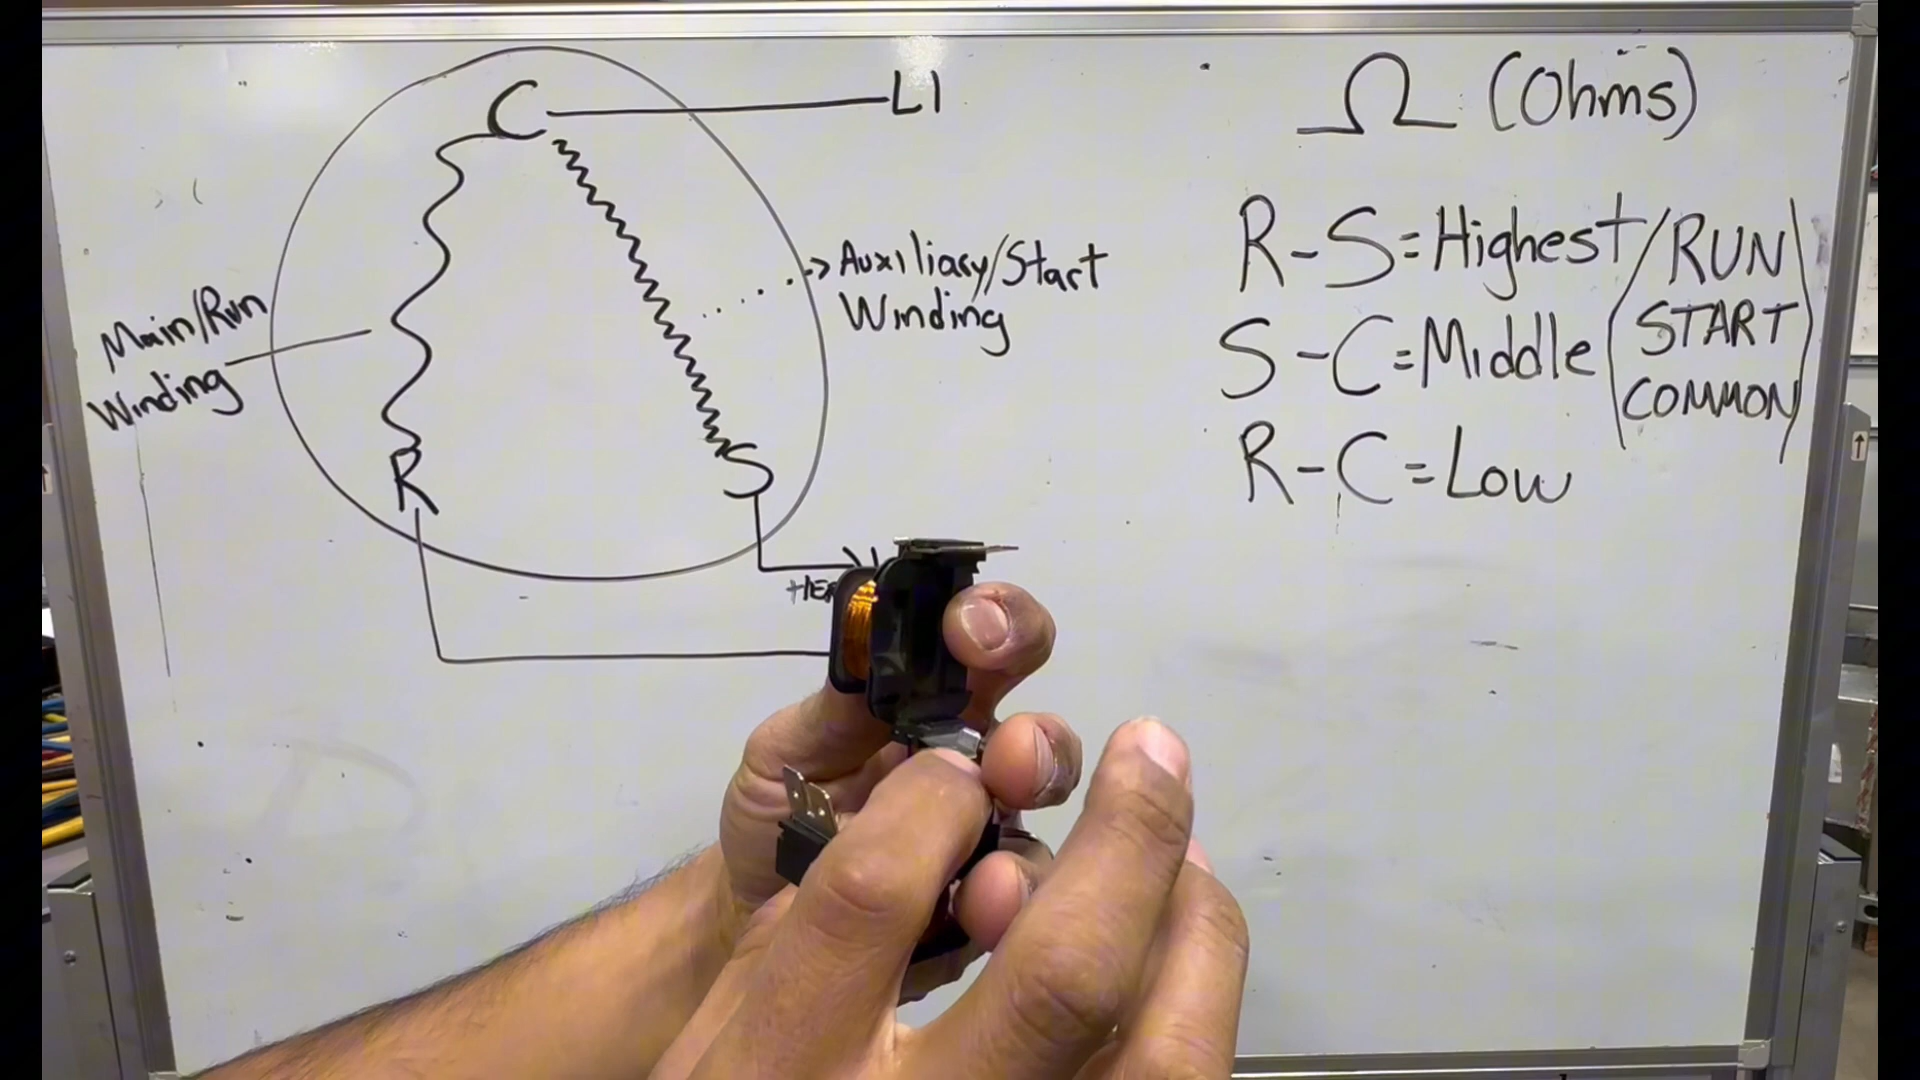 C
L1
Main/Run
Winding
Auxiliary/Start
Winding
R
S
Ω (Ohms)
R-S=Highest
S-C=Middle
R-C=Low
(RUN
START
COMMON)